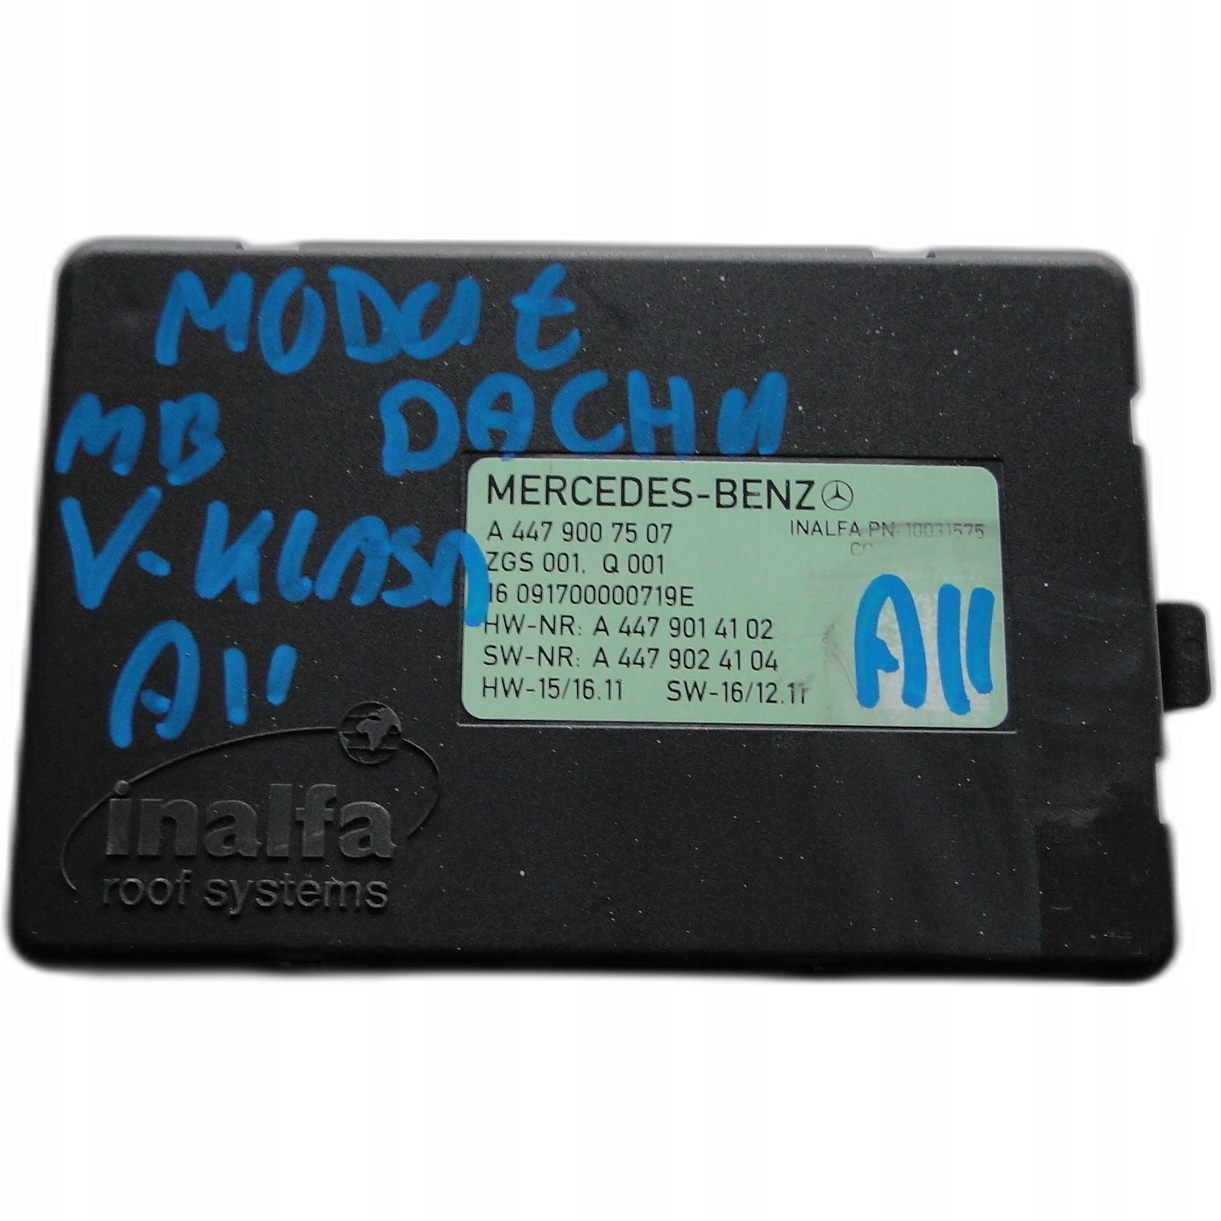 MODUł
MB DACHU
V-KLASA
A11
MERCEDES-BENZ
A 447 900 75 07
INALFA PN: 10031575
ZGS 001. Q 001
16 091700000719E
HW-NR: A 447 901 41 02
SW-NR: A 447 902 41 04
HW-15/16.11 SW-16/12.11
A11
inalfa
roof systems